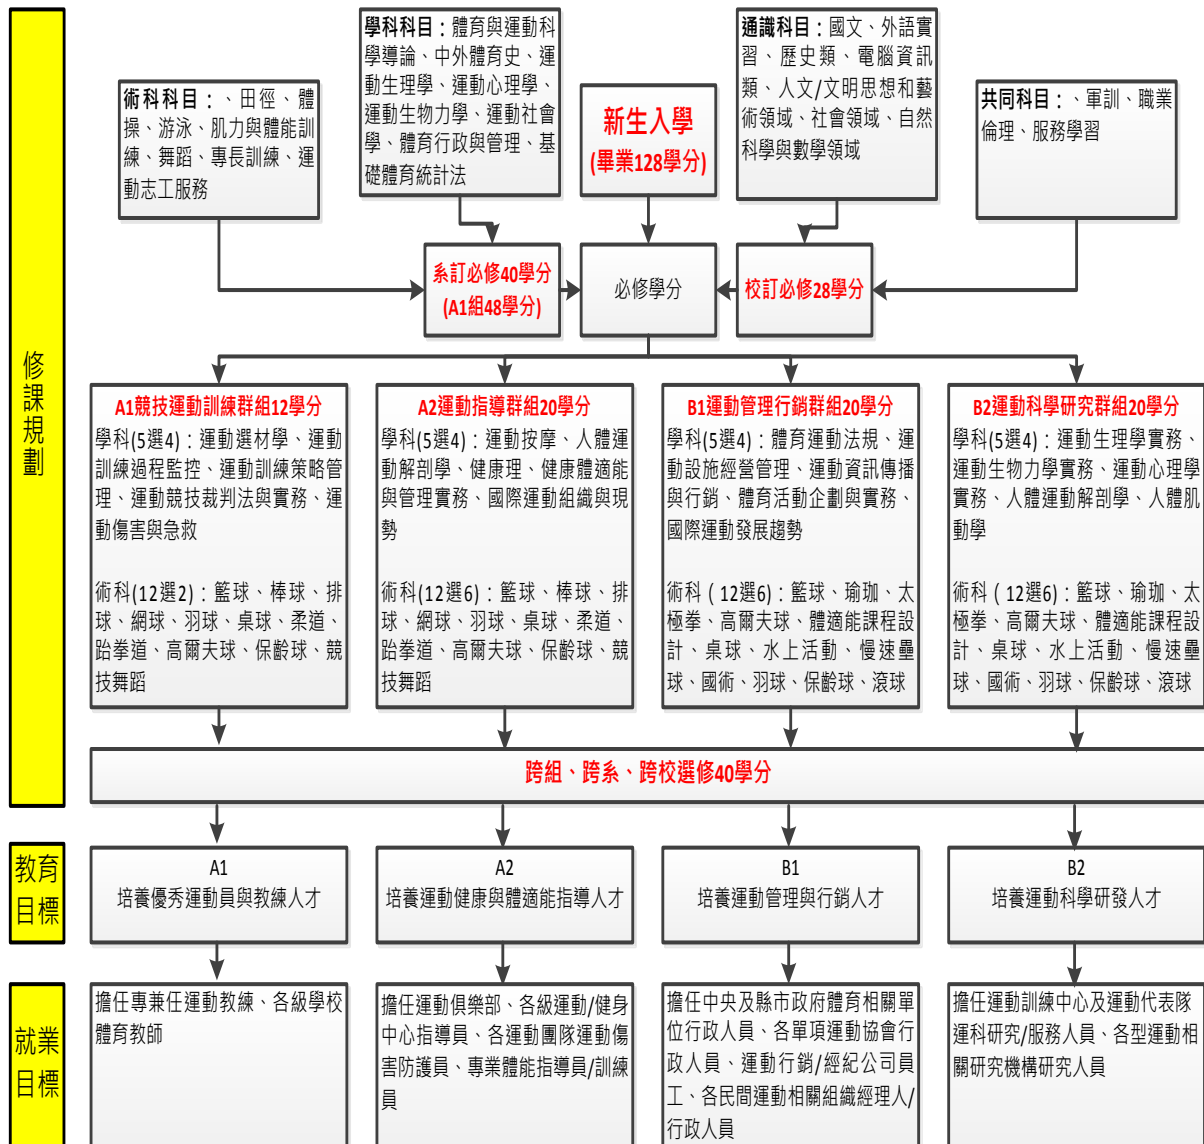 修課規劃
術科科目：、田徑、體
操、游泳、肌力與體能訓
練、舞蹈、專長訓練、運
動志工服務
學科科目：體育與運動科
學導論、中外體育史、運
動生理學、運動心理學、
運動生物力學、運動社會
學、體育行政與管理、基
礎體育統計法
新生入學
(畢業128學分)
通識科目：國文、外語實
習、歷史類、電腦資訊
類、人文/文明思想和藝
術領域、社會領域、自然
科學與數學領域
共同科目：、軍訓、職業
倫理、服務學習
系訂必修40學分
(A1組48學分)
必修學分
校訂必修28學分
A1競技運動訓練群組12學分
學科(5選4)：運動選材學、運動
訓練過程監控、運動訓練策略管
理、運動競技裁判法與實務、運
動傷害與急救
術科(12選2)：籃球、棒球、排
球、網球、羽球、桌球、柔道、
跆拳道、高爾夫球、保齡球、競
技舞蹈
A2運動指導群組20學分
學科(5選4)：運動按摩、人體運
動解剖學、健康理、健康體適能
與管理實務、國際運動組織與現
勢
術科(12選6)：籃球、棒球、排
球、網球、羽球、桌球、柔道、
跆拳道、高爾夫球、保齡球、競
技舞蹈
B1運動管理行銷群組20學分
學科(5選4)：體育運動法規、運
動設施經營管理、運動資訊傳播
與行銷、體育活動企劃與實務、
國際運動發展趨勢
術科（12選6)：籃球、瑜珈、太
極拳、高爾夫球、體適能課程設
計、桌球、水上活動、慢速壘
球、國術、羽球、保齡球、滾球
B2運動科學研究群組20學分
學科(5選4)：運動生理學實務、
運動生物力學實務、運動心理學
實務、人體運動解剖學、人體肌
動學
術科（12選6)：籃球、瑜珈、太
極拳、高爾夫球、體適能課程設
計、桌球、水上活動、慢速壘
球、國術、羽球、保齡球、滾球
跨組、跨系、跨校選修40學分
教育
目標
A1
培養優秀運動員與教練人才
A2
培養運動健康與體適能指導人才
B1
培養運動管理與行銷人才
B2
培養運動科學研發人才
就業
目標
擔任專兼任運動教練、各級學校
體育教師
擔任運動俱樂部、各級運動/健身
中心指導員、各運動團隊運動傷
害防護員、專業體能指導員/訓練
員
擔任中央及縣市政府體育相關單
位行政人員、各單項運動協會行
政人員、運動行銷/經紀公司員
工、各民間運動相關組織經理人/
行政人員
擔任運動訓練中心及運動代表隊
運科研究/服務人員、各型運動相
關研究機構研究人員